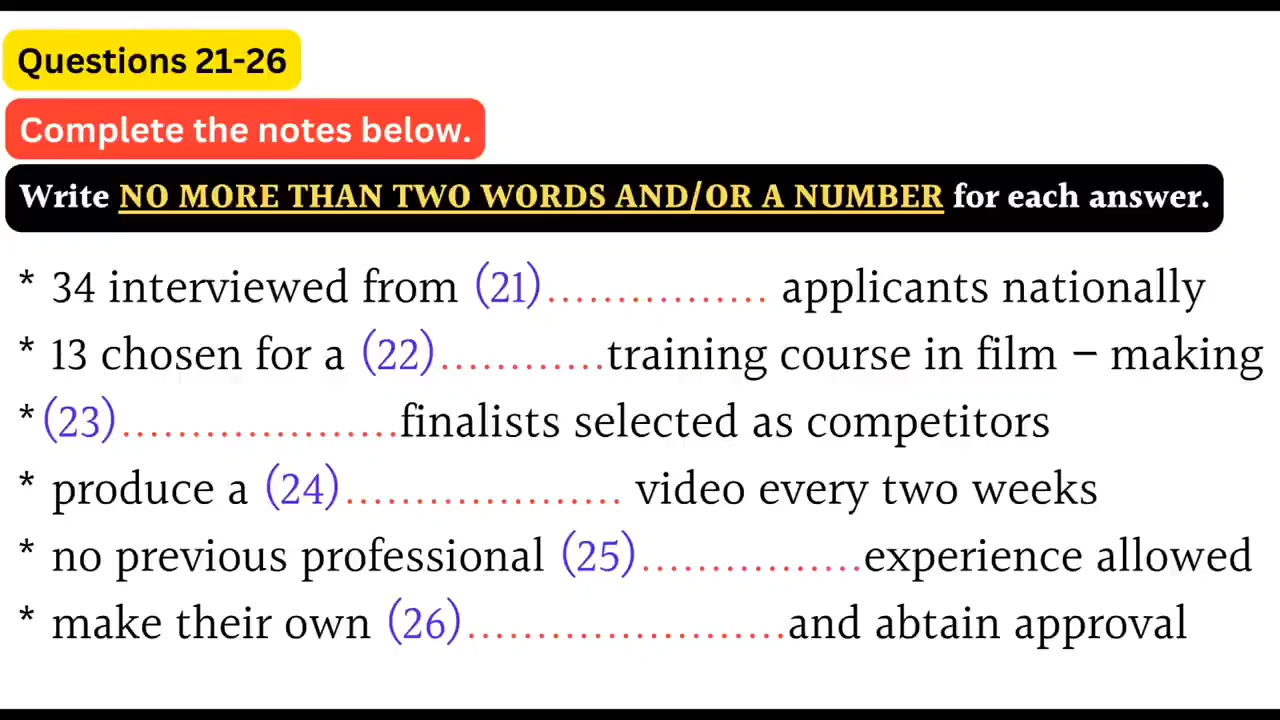 Questions 21-26
Complete the notes below.
Write NO MORE THAN TWO WORDS AND/OR A NUMBER for each answer.
* 34 interviewed from (21)................ applicants nationally
* 13 chosen for a (22)............training course in film – making
*(23)....................finalists selected as competitors
* produce a (24).................... video every two weeks
* no previous professional (25)................experience allowed
* make their own (26).......................and abtain approval